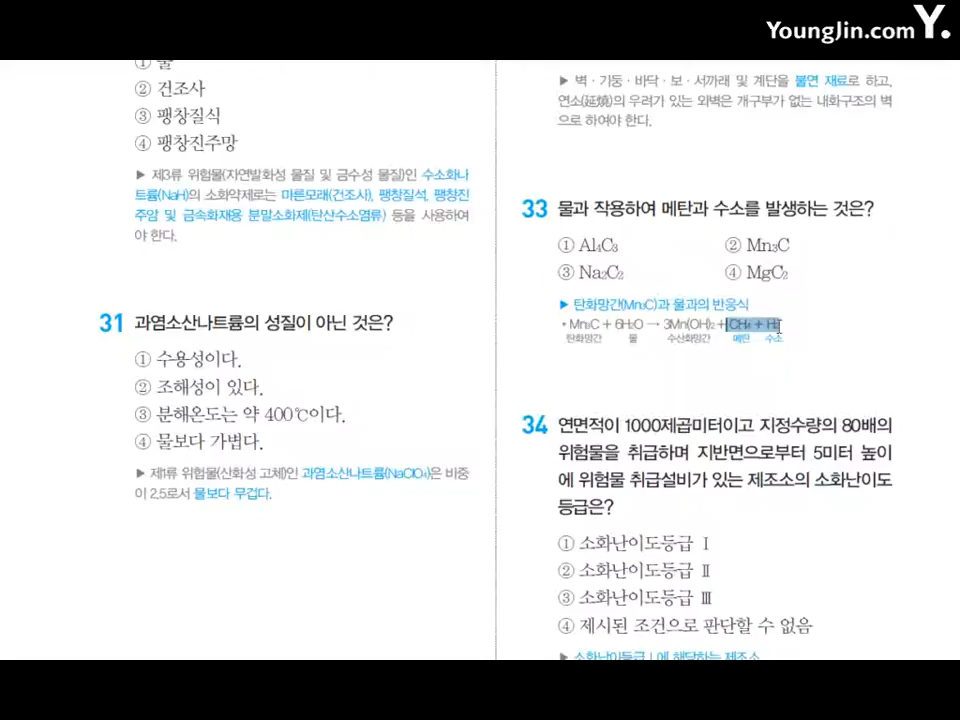 YoungJin.com Y.
① 물
② 건조사
③ 팽창질식
④ 팽창진주망
▶ 제3류 위험물(자연발화성 물질 및 금수성 물질)인 수소화나
트륨(NaH)의 소화약제로는 마른모래(건조사), 팽창질석, 팽창진
주암 및 금속화재용 분말소화제(탄산수소염류) 등을 사용하여
야 한다.
31 과염소산나트륨의 성질이 아닌 것은?
① 수용성이다.
② 조해성이 있다.
③ 분해온도는 약 400℃이다.
④ 물보다 가볍다.
▶ 제1류 위험물(산화성 고체)인 과염소산나트륨(NaClO₄)은 비중
이 2.5로서 물보다 무겁다.
▶ 벽·기둥·바닥·보·서까래 및 계단을 불연 재료로 하고,
연소(延燒)의 우려가 있는 외벽은 개구부가 없는 내화구조의 벽
으로 하여야 한다.
33 물과 작용하여 메탄과 수소를 발생하는 것은?
① Al₄C₃ ② Mn₃C
③ Na₂C₂ ④ MgC₂
▶ 탄화망간(Mn₃C)과 물과의 반응식
• Mn₃C + 6H₂O → 3Mn(OH)₂ + CH₄ + H₂
탄화망간 물 수산화망간 메탄 수소
34 연면적이 1000제곱미터이고 지정수량의 80배의
위험물을 취급하며 지반면으로부터 5미터 높이
에 위험물 취급설비가 있는 제조소의 소화난이도
등급은?
① 소화난이도등급 Ⅰ
② 소화난이도등급 Ⅱ
③ 소화난이도등급 Ⅲ
④ 제시된 조건으로 판단할 수 없음
▶ 소화난이등급 Ⅰ에 해당하는 제조소